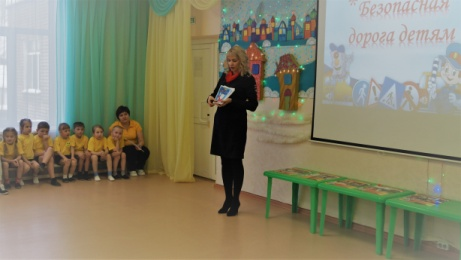 * Безопасная
дорога детям